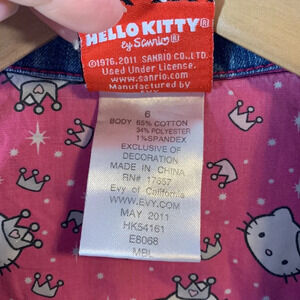 HELLO KITTY®
by Sanrio®
©1976, 2011 SANRIO CO., LTD.
Used Under License.
www.sanrio.com
Manufactured by
6
BODY 65% COTTON
34% POLYESTER
1% SPANDEX
EXCLUSIVE OF
DECORATION
MADE IN CHINA
RN# 17657
Evy of California
WWW.EVY.COM
MAY 2011
HK54161
E8068